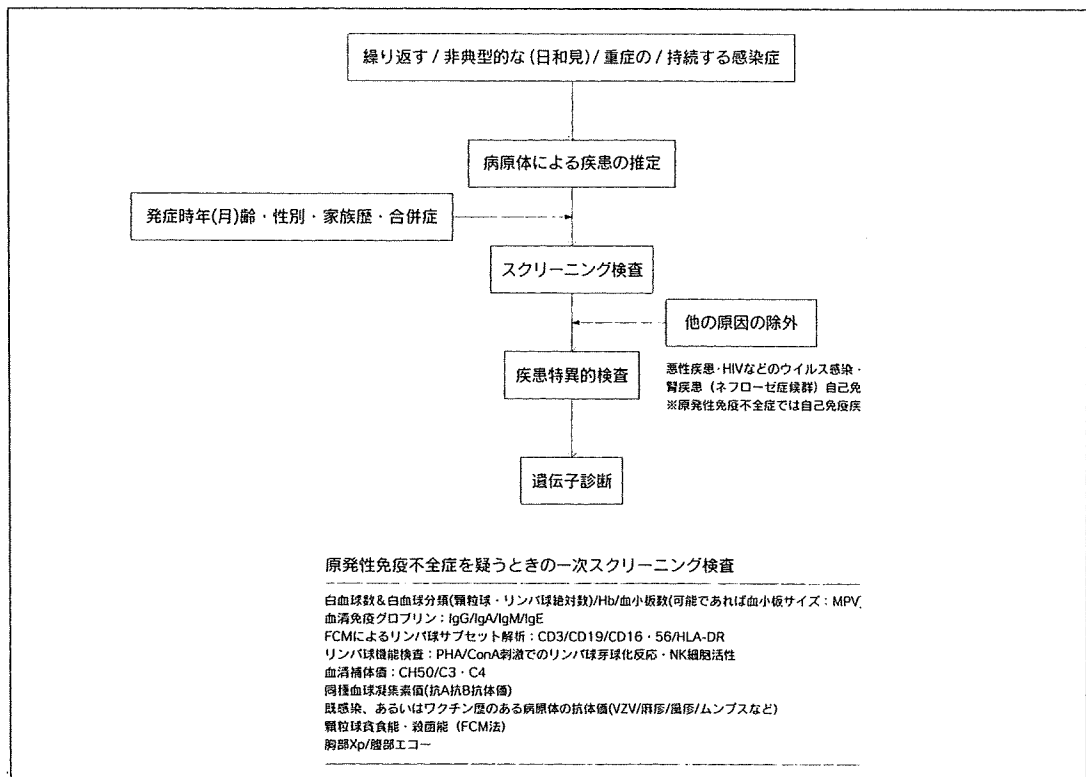 繰り返す / 非典型的な (日和見) / 重症の / 持続する感染症
病原体による疾患の推定
発症時年(月)齢・性別・家族歴・合併症
スクリーニング検査
他の原因の除外
疾患特異的検査
悪性疾患・HIVなどのウイルス感染・
腎疾患 (ネフローゼ症候群) 自己免
※原発性免疫不全症では自己免疫疾
遺伝子診断
原発性免疫不全症を疑うときの一次スクリーニング検査
白血球数&白血球分類(顆粒球・リンパ球絶対数)/Hb/血小板数(可能であれば血小板サイズ：MPV)
血清免疫グロブリン：IgG/IgA/IgM/IgE
FCMによるリンパ球サブセット解析：CD3/CD19/CD16・56/HLA-DR
リンパ球機能検査：PHA/ConA刺激でのリンパ球芽球化反応・NK細胞活性
血清補体価：CH50/C3・C4
同種血球凝集素価(抗A抗B抗体価)
既感染、あるいはワクチン歴のある病原体の抗体価(VZV/麻疹/風疹/ムンプスなど)
顆粒球貪食能・殺菌能 (FCM法)
胸部Xp/腹部エコー